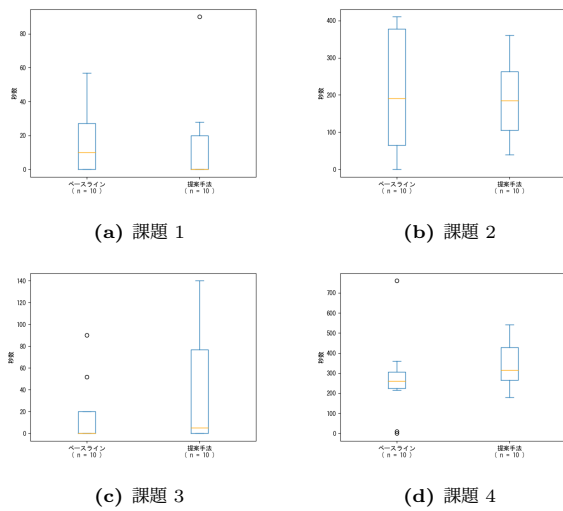 80
60
40
20
0
秒数
ベースライン
( n = 10 )
提案手法
( n = 10 )
(a) 課題 1
400
300
200
100
0
秒数
ベースライン
( n = 10 )
提案手法
( n = 10 )
(b) 課題 2
140
120
100
80
60
40
20
0
秒数
ベースライン
( n = 10 )
提案手法
( n = 10 )
(c) 課題 3
700
600
500
400
300
200
100
0
秒数
ベースライン
( n = 10 )
提案手法
( n = 10 )
(d) 課題 4